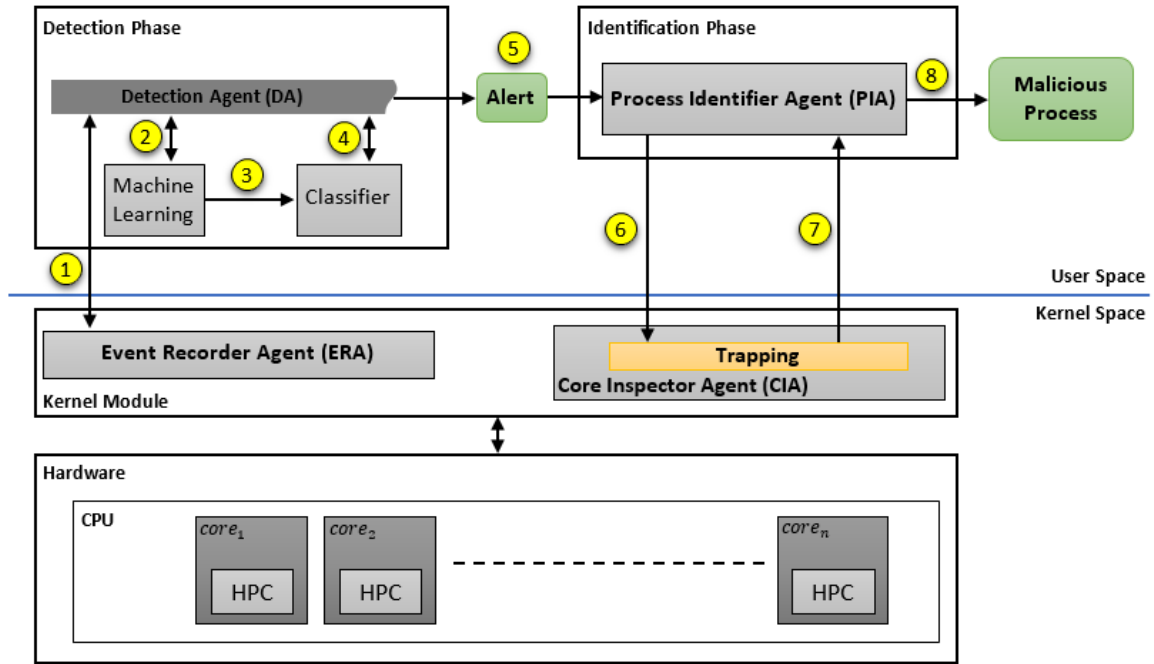 Detection Phase
Detection Agent (DA)
2
4
Machine
Learning
3
Classifier
1
5
Alert
Identification Phase
Process Identifier Agent (PIA)
8
Malicious
Process
6
7
User Space
Kernel Space
Event Recorder Agent (ERA)
Trapping
Core Inspector Agent (CIA)
Kernel Module
Hardware
CPU
core₁
HPC
core₂
HPC
coreₙ
HPC